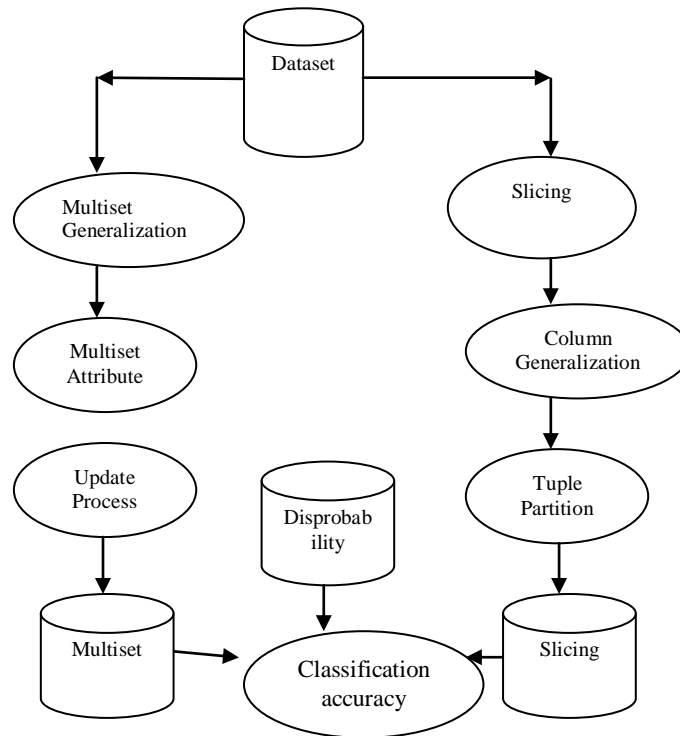 Dataset
Multiset
Generalization
Slicing
Multiset
Attribute
Column
Generalization
Update
Process
Disprobab
ility
Tuple
Partition
Multiset
Classification
accuracy
Slicing